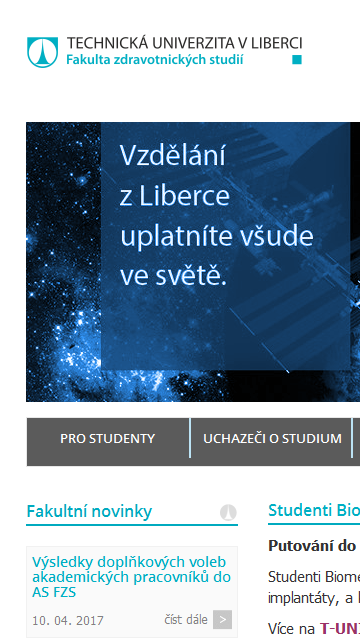 TECHNICKÁ UNIVERZITA V LIBERCI
Fakulta zdravotnických studií
Vzdělání
z Liberce
uplatníte všude
ve světě.
PRO STUDENTY
UCHAZEČI O STUDIUM
Fakultní novinky
Výsledky doplňkových voleb
akademických pracovníků do
AS FZS
10. 04. 2017
číst dále >
Studenti Bio
Putování do
Studenti Biome
implantáty, a
Více na T-UN